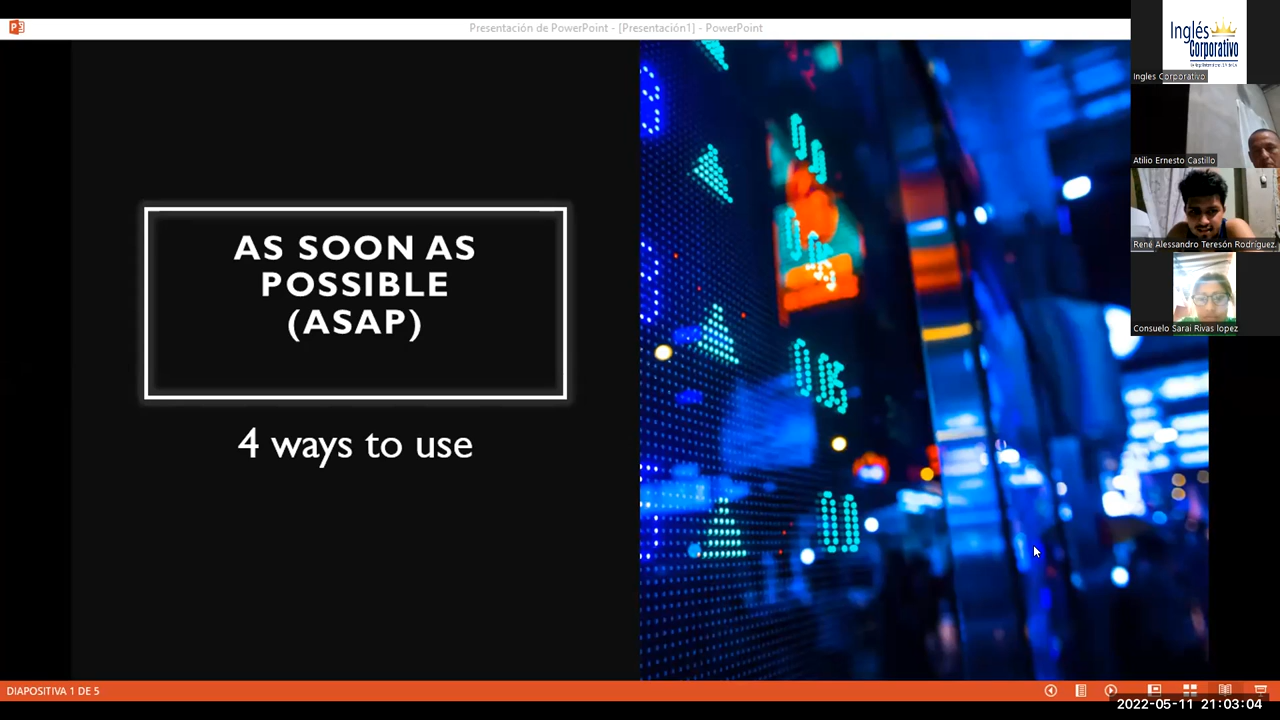 Presentación de PowerPoint - [Presentación1] - PowerPoint
AS SOON AS
POSSIBLE
(ASAP)
4 ways to use
Inglés
Corporativo
Ingles Corporativo
Atilio Ernesto Castillo
René Alessandro Teresón Rodríguez
Consuelo Sarai Rivas lopez
DIAPOSITIVA 1 DE 5
2022-05-11 21:03:04